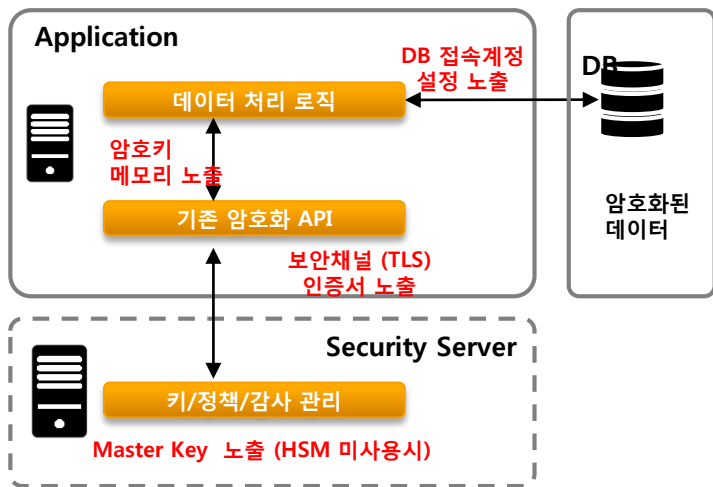 Application
DB 접속계정
설정 노출
DB
데이터 처리 로직
암호키
메모리 노출
기존 암호화 API
암호화된
데이터
보안채널 (TLS)
인증서 노출
Security Server
키/정책/감사 관리
Master Key 노출 (HSM 미사용시)